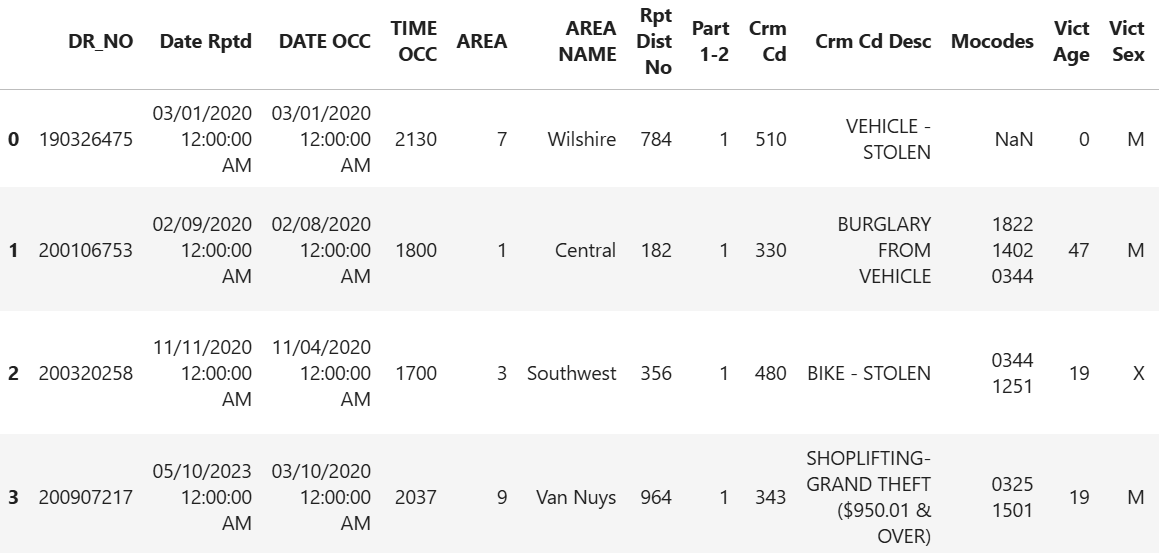 DR_NO Date Rptd DATE OCC TIME OCC AREA AREA NAME Rpt Dist No Part 1-2 Crm Cd Crm Cd Desc Mocodes Vict Age Vict Sex
0 190326475 03/01/2020 12:00:00 AM 03/01/2020 12:00:00 AM 2130 7 Wilshire 784 1 510 VEHICLE - STOLEN NaN 0 M
1 200106753 02/09/2020 12:00:00 AM 02/08/2020 12:00:00 AM 1800 1 Central 182 1 330 BURGLARY FROM VEHICLE 1822 1402 0344 47 M
2 200320258 11/11/2020 12:00:00 AM 11/04/2020 12:00:00 AM 1700 3 Southwest 356 1 480 BIKE - STOLEN 0344 1251 19 X
3 200907217 05/10/2023 12:00:00 AM 03/10/2020 12:00:00 AM 2037 9 Van Nuys 964 1 343 SHOPLIFTING-GRAND THEFT ($950.01 & OVER) 0325 1501 19 M